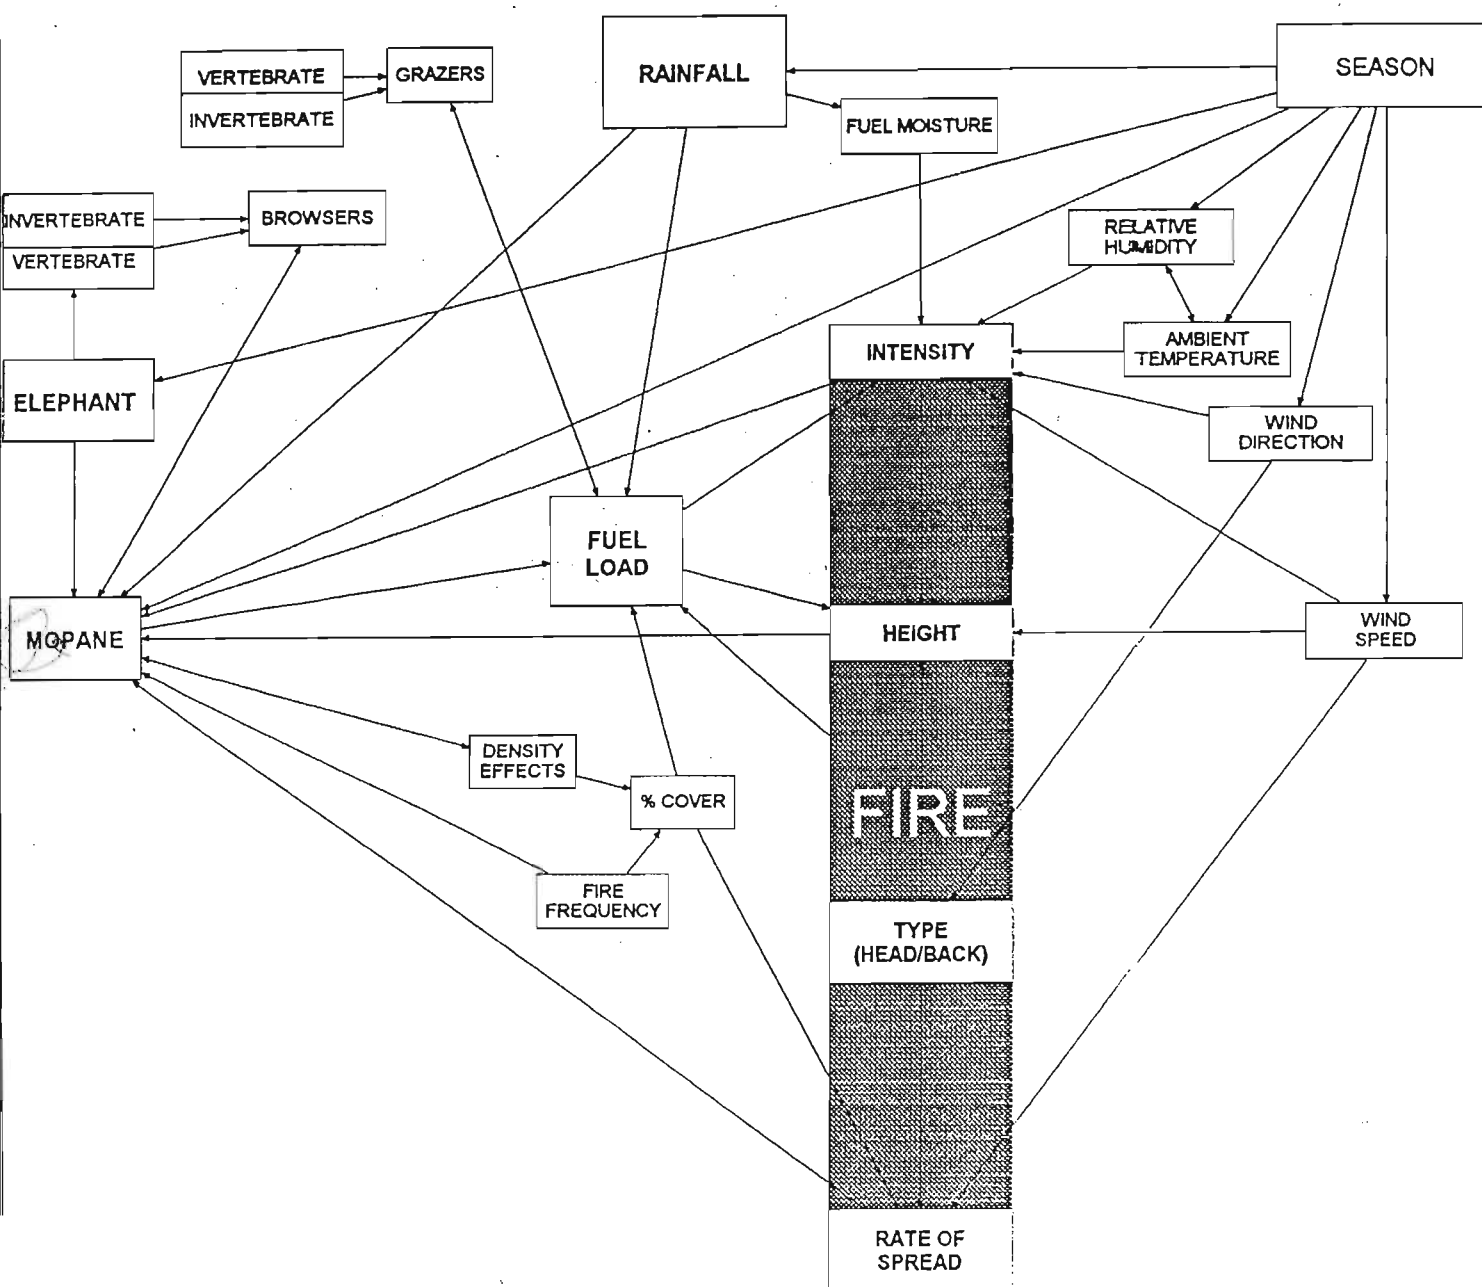 VERTEBRATE
INVERTEBRATE
GRAZERS
RAINFALL
SEASON
FUEL MOISTURE
INVERTEBRATE
VERTEBRATE
BROWSERS
RELATIVE
HUMIDITY
INTENSITY
AMBIENT
TEMPERATURE
ELEPHANT
WIND
DIRECTION
FUEL
LOAD
MOPANE
HEIGHT
WIND
SPEED
DENSITY
EFFECTS
% COVER
FIRE
FIRE
FREQUENCY
TYPE
(HEAD/BACK)
RATE OF
SPREAD